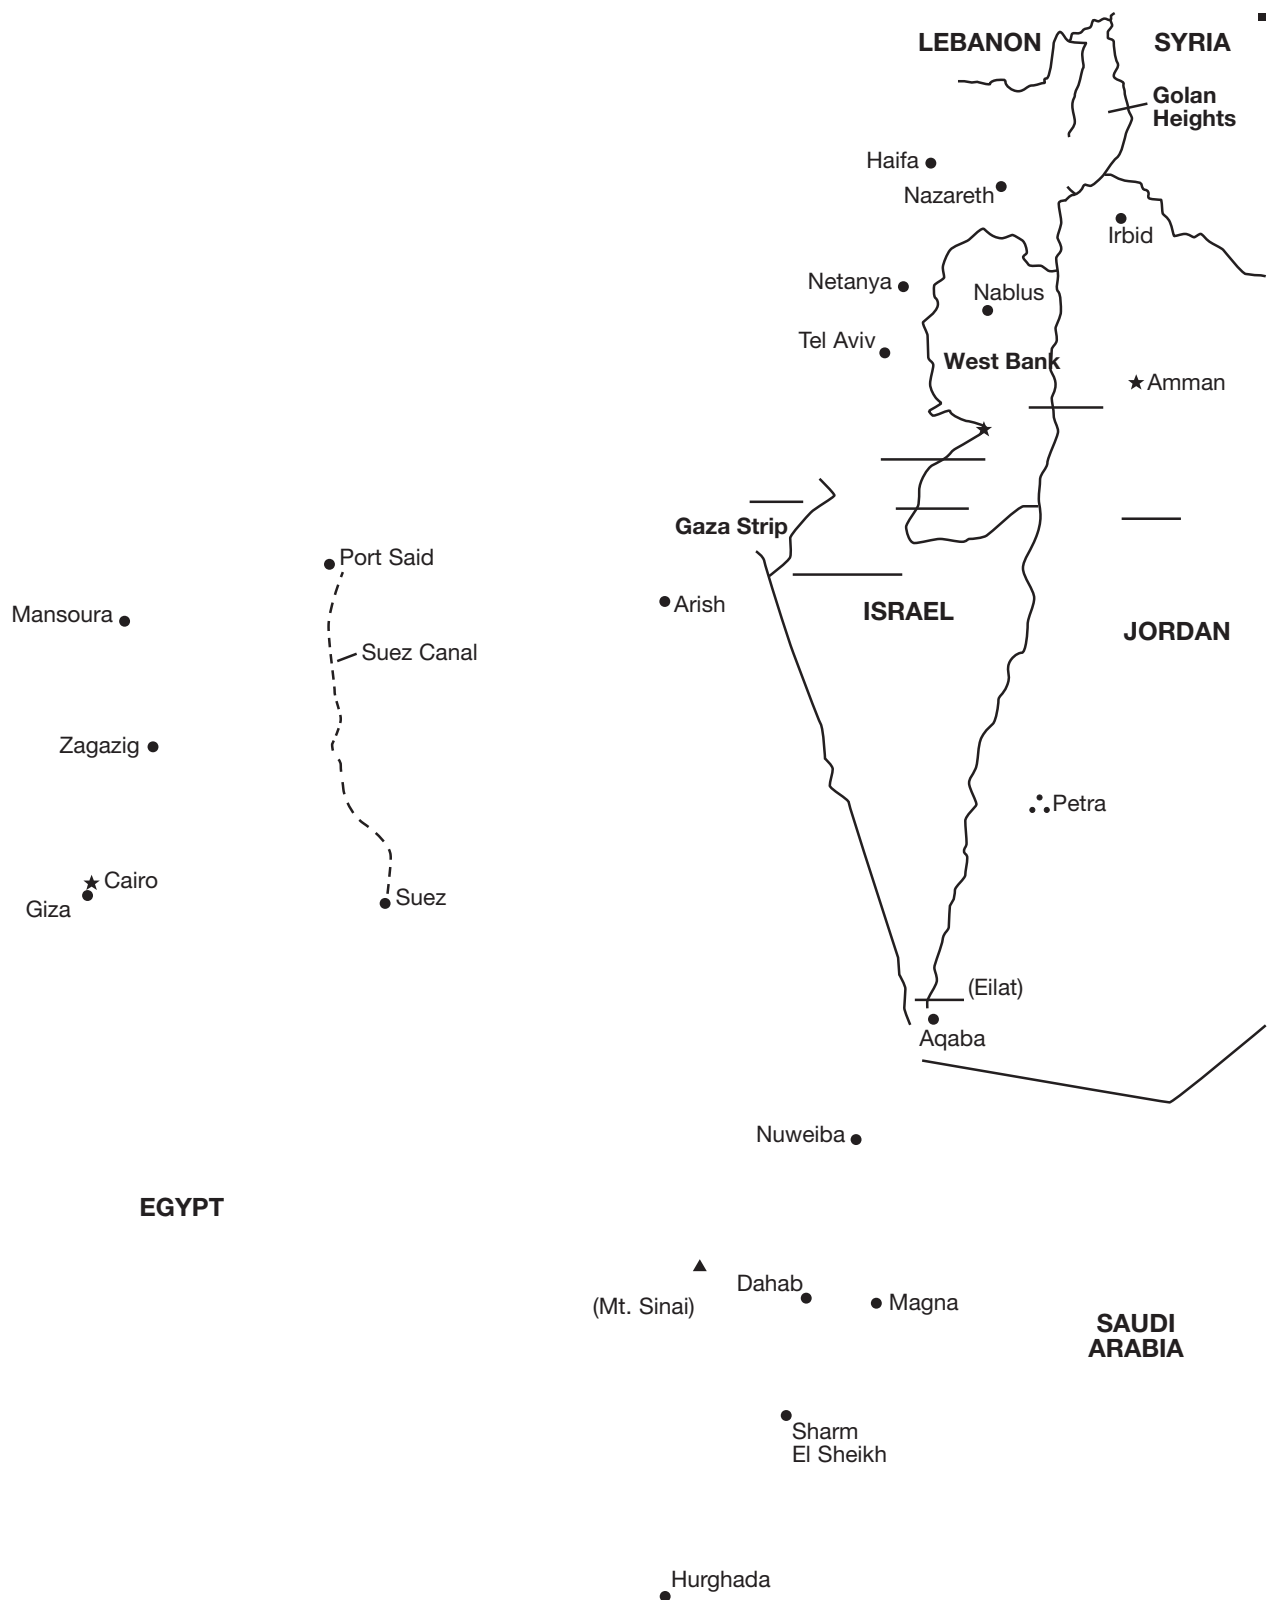 LEBANON
SYRIA
Golan
Heights
Haifa
Nazareth
Irbid
Netanya
Nablus
Tel Aviv
West Bank
Amman
Gaza Strip
Port Said
Arish
ISRAEL
Mansoura
JORDAN
Suez Canal
Zagazig
Petra
Cairo
Suez
Giza
(Eilat)
Aqaba
Nuweiba
EGYPT
Dahab
(Mt. Sinai)
Magna
SAUDI
ARABIA
Sharm
El Sheikh
Hurghada